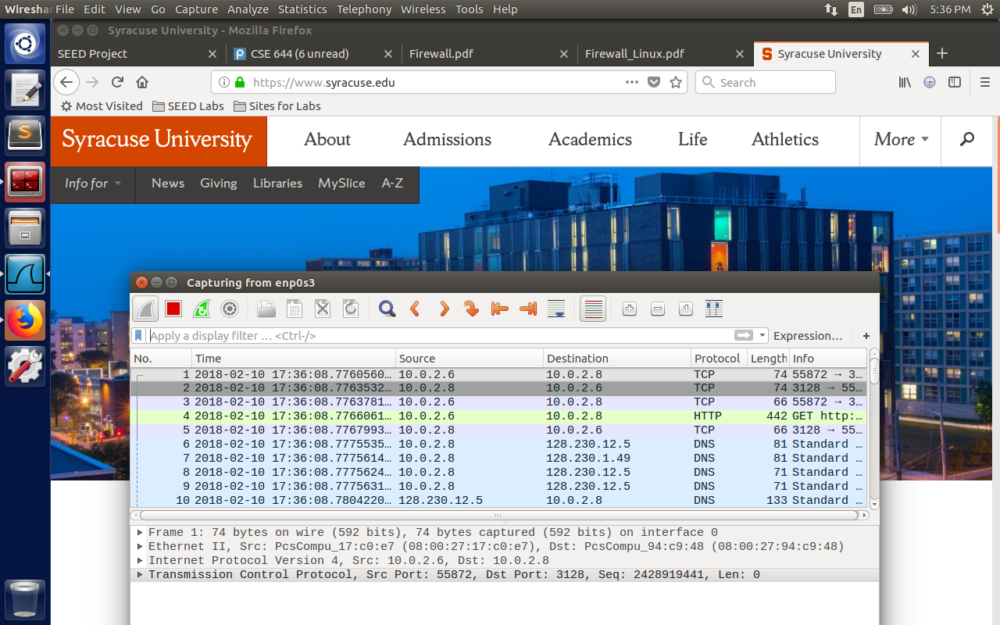 Wireshar File Edit View Go Capture Analyze Statistics Telephony Wireless Tools Help En 5:36 PM
Syracuse University - Mozilla Firefox
SEED Project CSE 644 (6 unread) Firewall.pdf Firewall_Linux.pdf Syracuse University
https://www.syracuse.edu Search
Most Visited SEED Labs Sites for Labs
Syracuse University About Admissions Academics Life Athletics More
Info for News Giving Libraries MySlice A-Z
Capturing from enp0s3
Apply a display filter … <Ctrl-/> Expression… +
No. Time Source Destination Protocol Length Info
1 2018-02-10 17:36:08.7760560… 10.0.2.6 10.0.2.8 TCP 74 55872 → 3…
2 2018-02-10 17:36:08.7763532… 10.0.2.8 10.0.2.6 TCP 74 3128 → 55…
3 2018-02-10 17:36:08.7763781… 10.0.2.6 10.0.2.8 TCP 66 55872 → 3…
4 2018-02-10 17:36:08.7766061… 10.0.2.6 10.0.2.8 HTTP 442 GET http:…
5 2018-02-10 17:36:08.7767993… 10.0.2.8 10.0.2.6 TCP 66 3128 → 55…
6 2018-02-10 17:36:08.7775535… 10.0.2.8 128.230.12.5 DNS 81 Standard …
7 2018-02-10 17:36:08.7775614… 10.0.2.8 128.230.1.49 DNS 81 Standard …
8 2018-02-10 17:36:08.7775624… 10.0.2.8 128.230.12.5 DNS 71 Standard …
9 2018-02-10 17:36:08.7775631… 10.0.2.8 128.230.12.5 DNS 71 Standard …
10 2018-02-10 17:36:08.7804220… 128.230.12.5 10.0.2.8 DNS 133 Standard …
Frame 1: 74 bytes on wire (592 bits), 74 bytes captured (592 bits) on interface 0
Ethernet II, Src: PcsCompu_17:c0:e7 (08:00:27:17:c0:e7), Dst: PcsCompu_94:c9:48 (08:00:27:94:c9:48)
Internet Protocol Version 4, Src: 10.0.2.6, Dst: 10.0.2.8
Transmission Control Protocol, Src Port: 55872, Dst Port: 3128, Seq: 2428919441, Len: 0